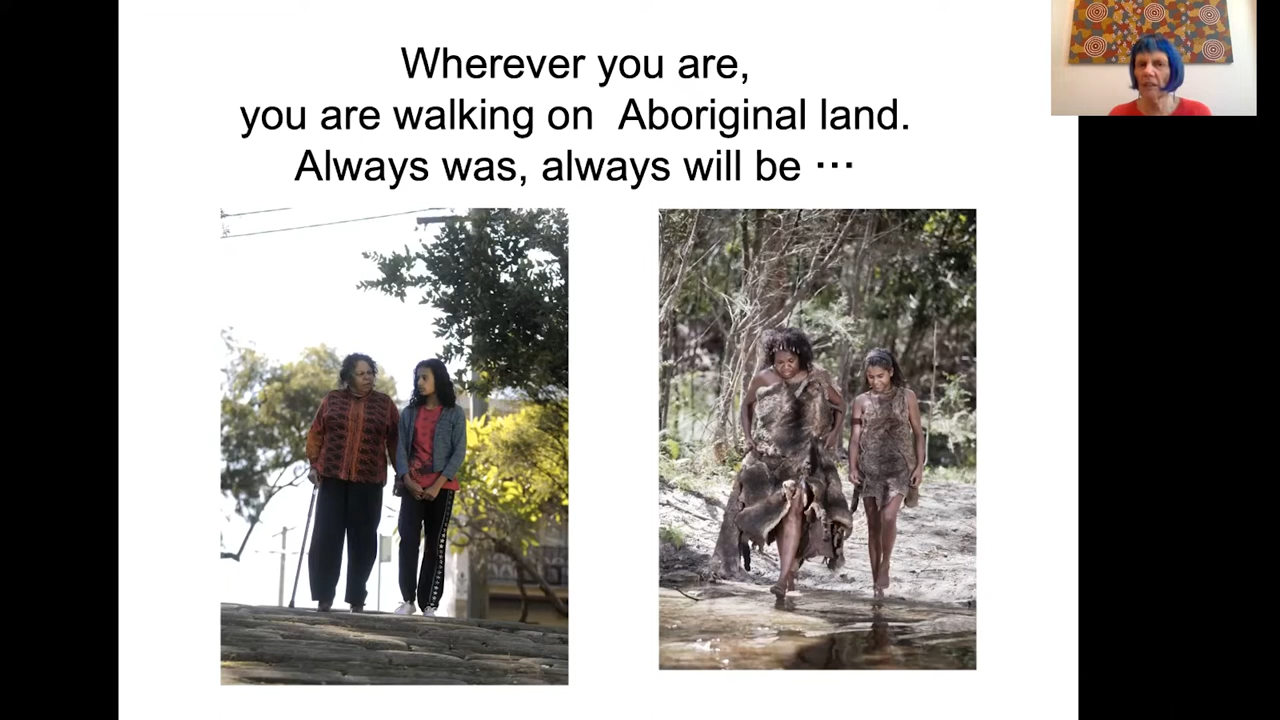 Wherever you are,
you are walking on  Aboriginal land.
Always was, always will be ⋯